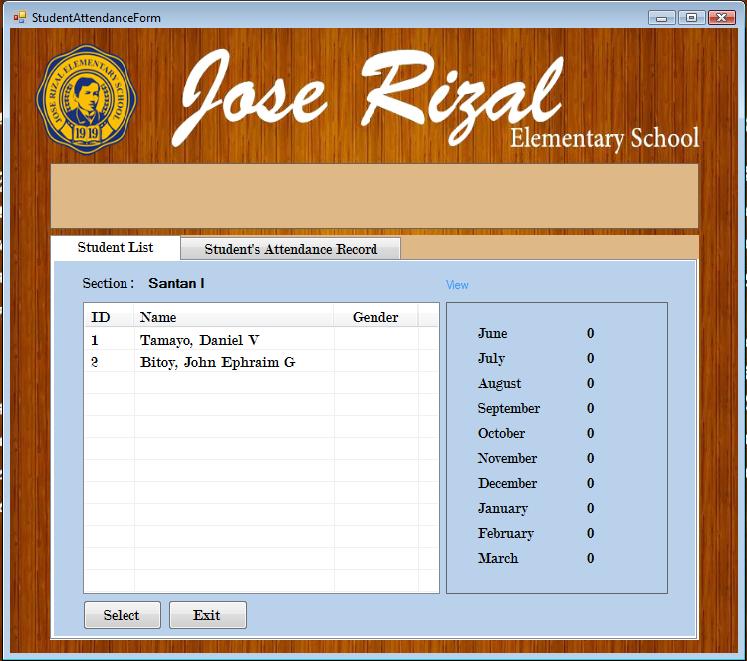 StudentAttendanceForm
JOSE RIZAL ELEMENTARY SCHOOL
1919
Jose Rizal
Elementary School
Student List Student's Attendance Record
Section : Santan I View
ID Name Gender
1 Tamayo, Daniel V
2 Bitoy, John Ephraim G
June 0
July 0
August 0
September 0
October 0
November 0
December 0
January 0
February 0
March 0
Select Exit